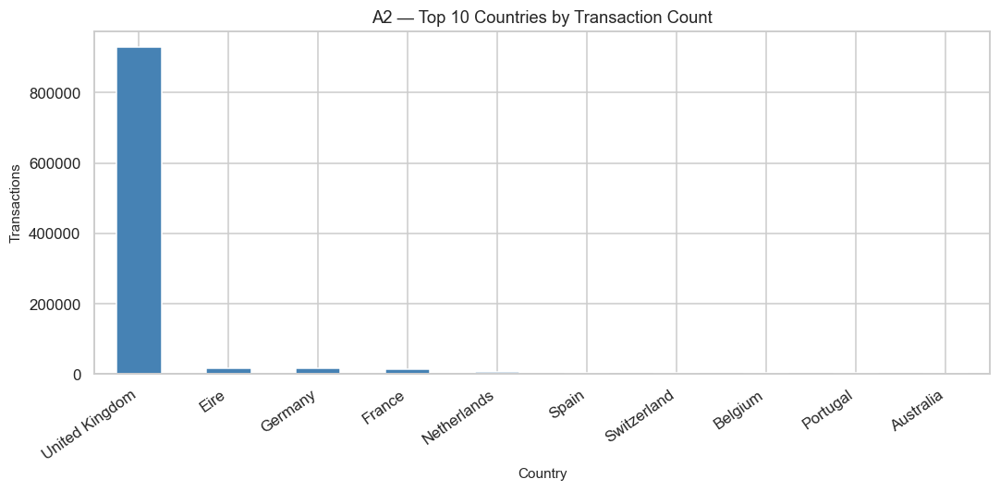 A2 — Top 10 Countries by Transaction Count
Transactions
800000
600000
400000
200000
0
United Kingdom
Eire
Germany
France
Netherlands
Spain
Switzerland
Belgium
Portugal
Australia
Country